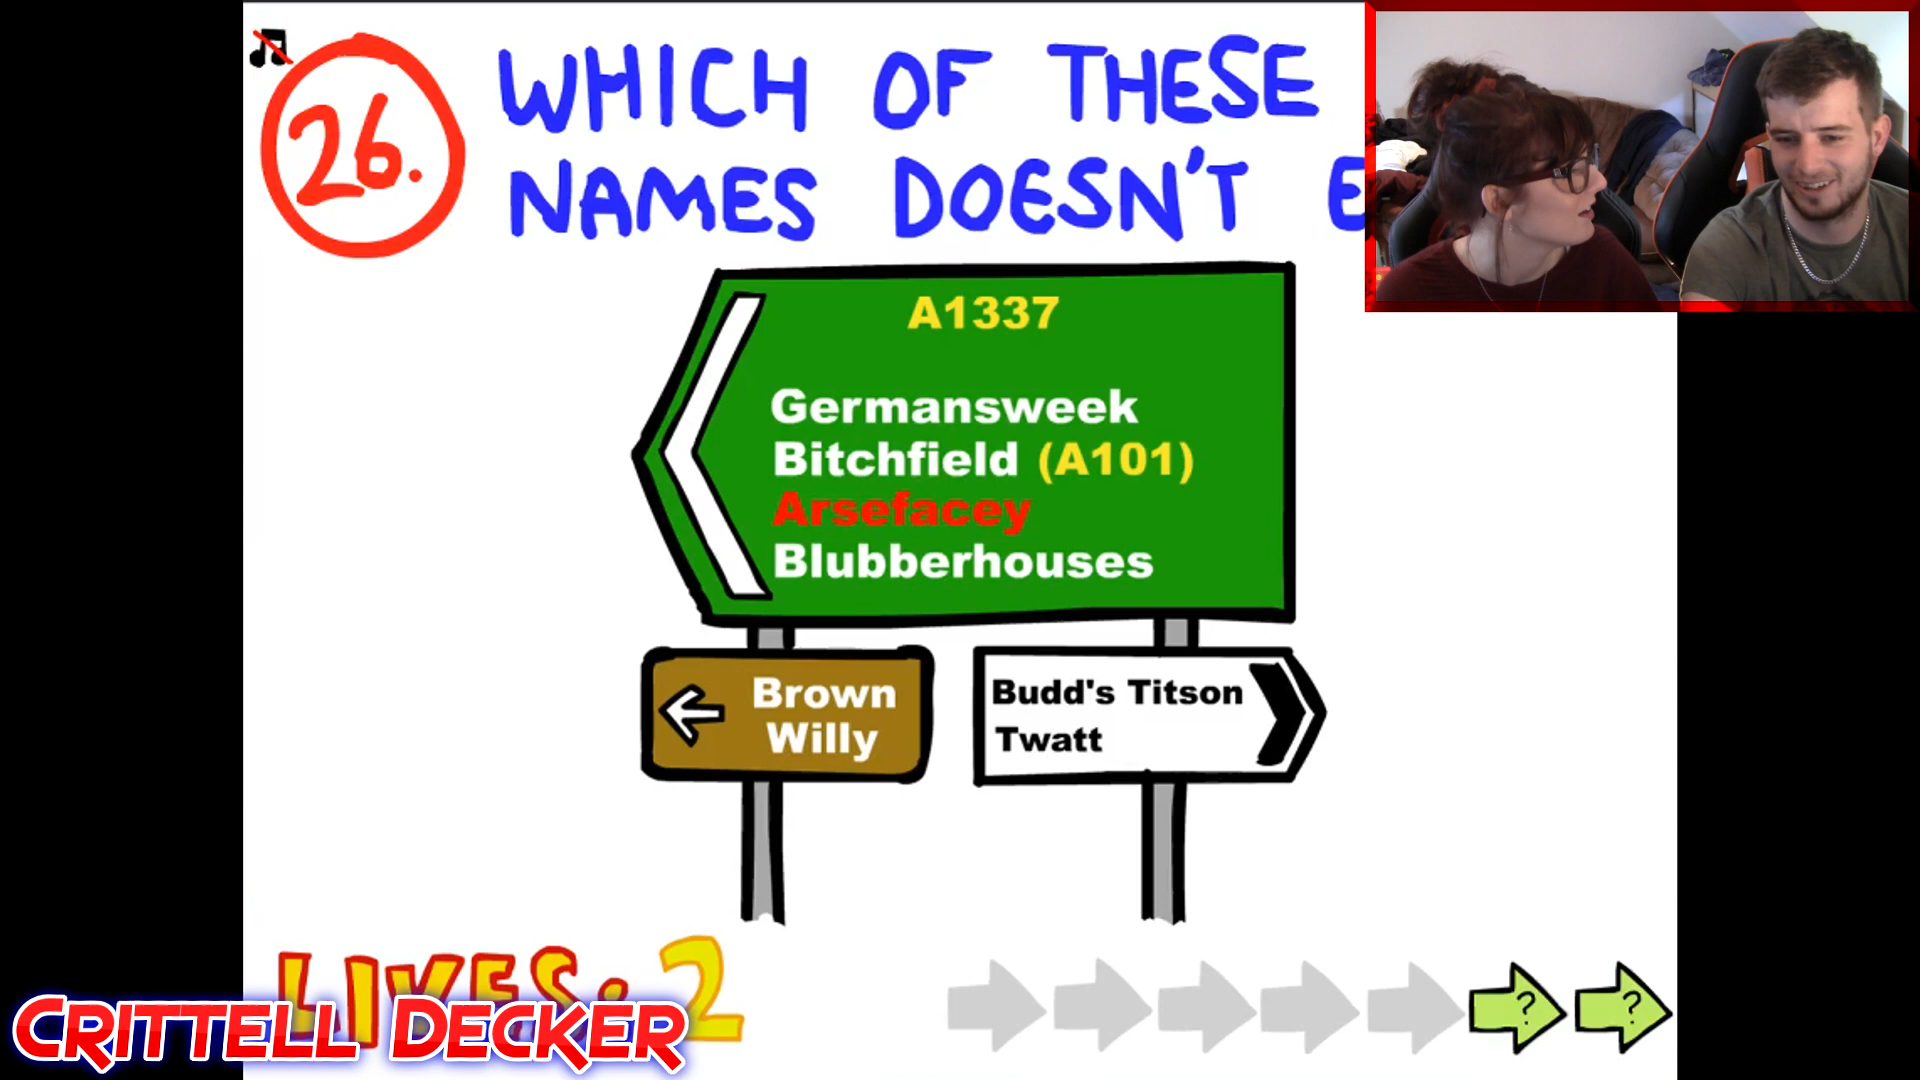 26.
WHICH OF THESE
NAMES DOESN'T E
A1337
Germansweek
Bitchfield (A101)
Arsefacey
Blubberhouses
Brown
Willy
Budd's Titson
Twatt
LIVES: 2
? ?
CRITTELL DECKER